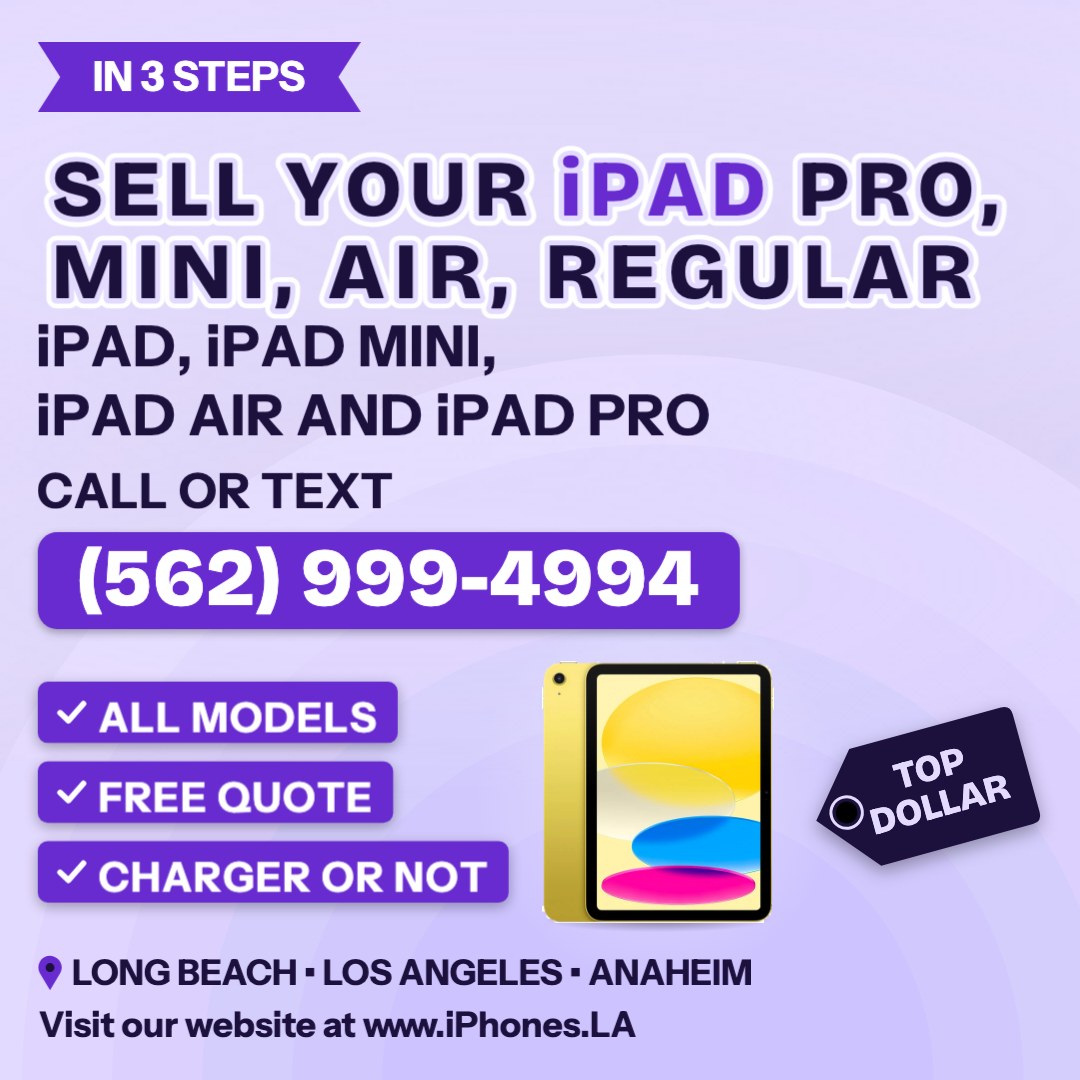 IN 3 STEPS
SELL YOUR iPAD PRO,
MINI, AIR, REGULAR
iPAD, iPAD MINI,
iPAD AIR AND iPAD PRO
CALL OR TEXT
(562) 999-4994
ALL MODELS
FREE QUOTE
CHARGER OR NOT
TOP
DOLLAR
LONG BEACH ▪ LOS ANGELES ▪ ANAHEIM
Visit our website at www.iPhones.LA